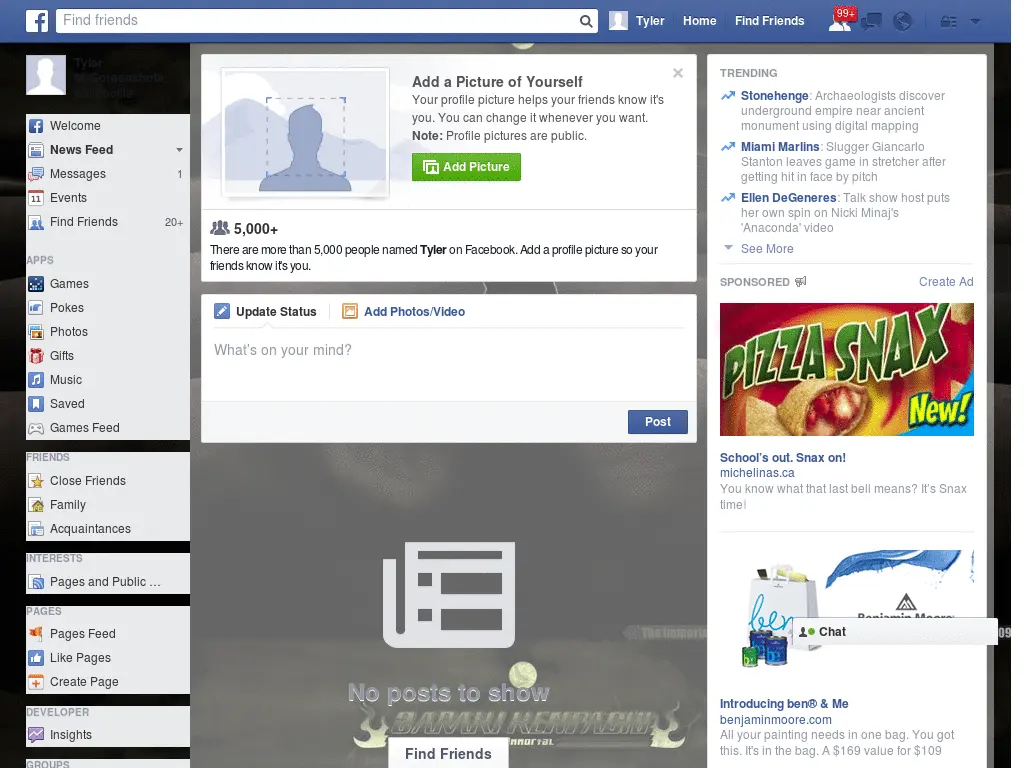 Find friends
Tyler
Home
Find Friends
99+
Tyler
Welcome
News Feed
Messages 1
11 Events
Find Friends 20+
APPS
Games
Pokes
Photos
Gifts
Music
Saved
Games Feed
FRIENDS
Close Friends
Family
Acquaintances
INTERESTS
Pages and Public ...
PAGES
Pages Feed
Like Pages
Create Page
DEVELOPER
Insights
GROUPS
Add a Picture of Yourself
Your profile picture helps your friends know it's
you. You can change it whenever you want.
Note: Profile pictures are public.
Add Picture
5,000+
There are more than 5,000 people named Tyler on Facebook. Add a profile picture so your
friends know it's you.
Update Status
Add Photos/Video
What's on your mind?
Post
No posts to show
Find Friends
TRENDING
Stonehenge: Archaeologists discover
underground empire near ancient
monument using digital mapping
Miami Marlins: Slugger Giancarlo
Stanton leaves game in stretcher after
getting hit in face by pitch
Ellen DeGeneres: Talk show host puts
her own spin on Nicki Minaj's
'Anaconda' video
See More
SPONSORED
Create Ad
PIZZA SNAX
New!
School's out. Snax on!
michelinas.ca
You know what that last bell means? It's Snax
time!
ben
Benjamin Moore
Chat
Introducing ben® & Me
benjaminmoore.com
All your painting needs in one bag. You got
this. It's in the bag. A $169 value for $109